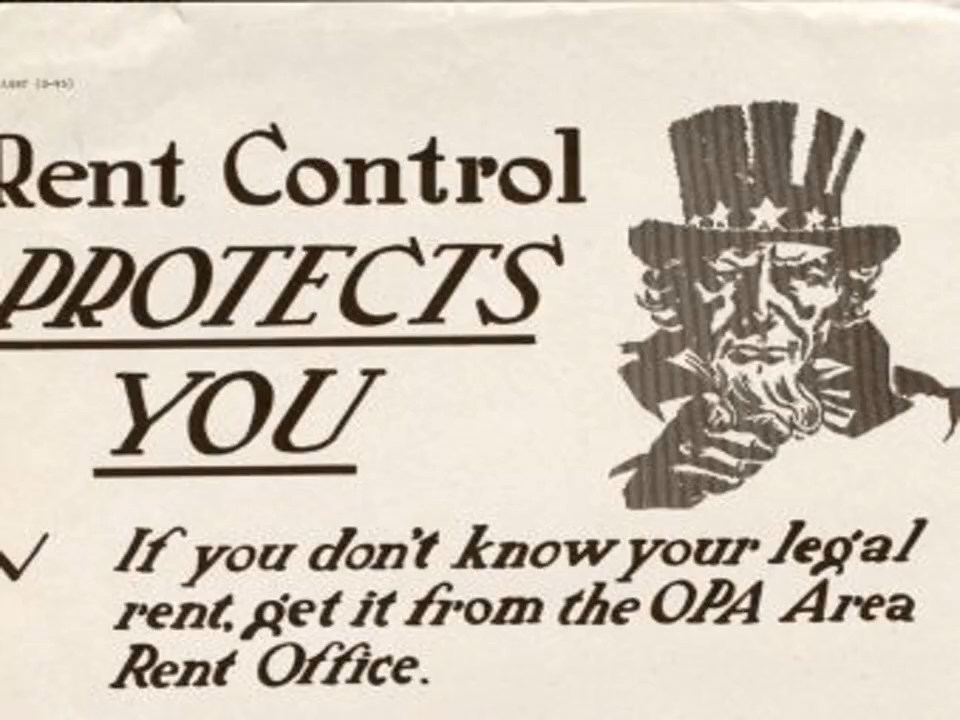 Rent Control
PROTECTS
YOU
If you don't know your legal
rent, get it from the OPA Area
Rent Office.